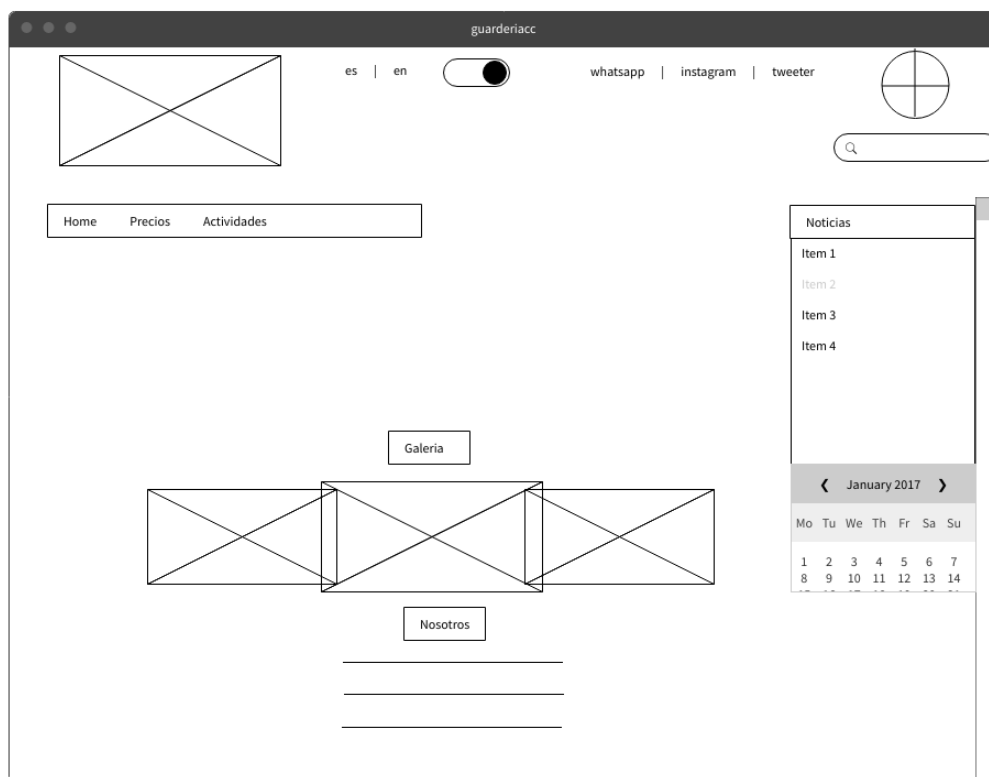 guarderiacc
es | en
whatsapp | instagram | tweeter
Home Precios Actividades
Noticias
Item 1
Item 2
Item 3
Item 4
Galeria
❮ January 2017 ❯
Mo Tu We Th Fr Sa Su
1 2 3 4 5 6 7
8 9 10 11 12 13 14
Nosotros